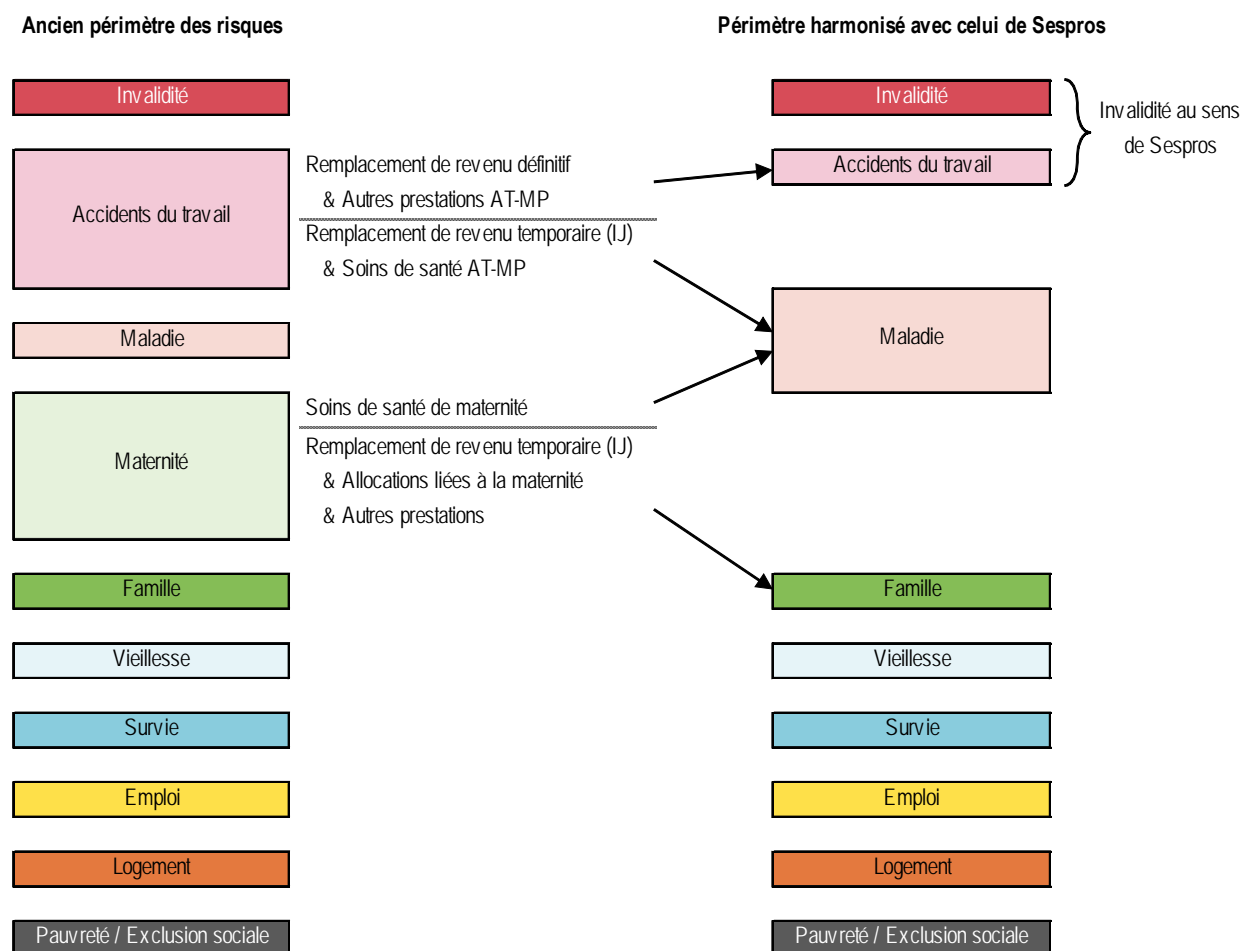 Ancien périmètre des risques
Périmètre harmonisé avec celui de Sespros
Invalidité
Invalidité
Invalidité au sens
de Sespros
Accidents du travail
Remplacement de revenu définitif
& Autres prestations AT-MP
Remplacement de revenu temporaire (IJ)
& Soins de santé AT-MP
Accidents du travail
Maladie
Maladie
Maternité
Soins de santé de maternité
Remplacement de revenu temporaire (IJ)
& Allocations liées à la maternité
& Autres prestations
Famille
Famille
Vieillesse
Vieillesse
Survie
Survie
Emploi
Emploi
Logement
Logement
Pauvreté / Exclusion sociale
Pauvreté / Exclusion sociale